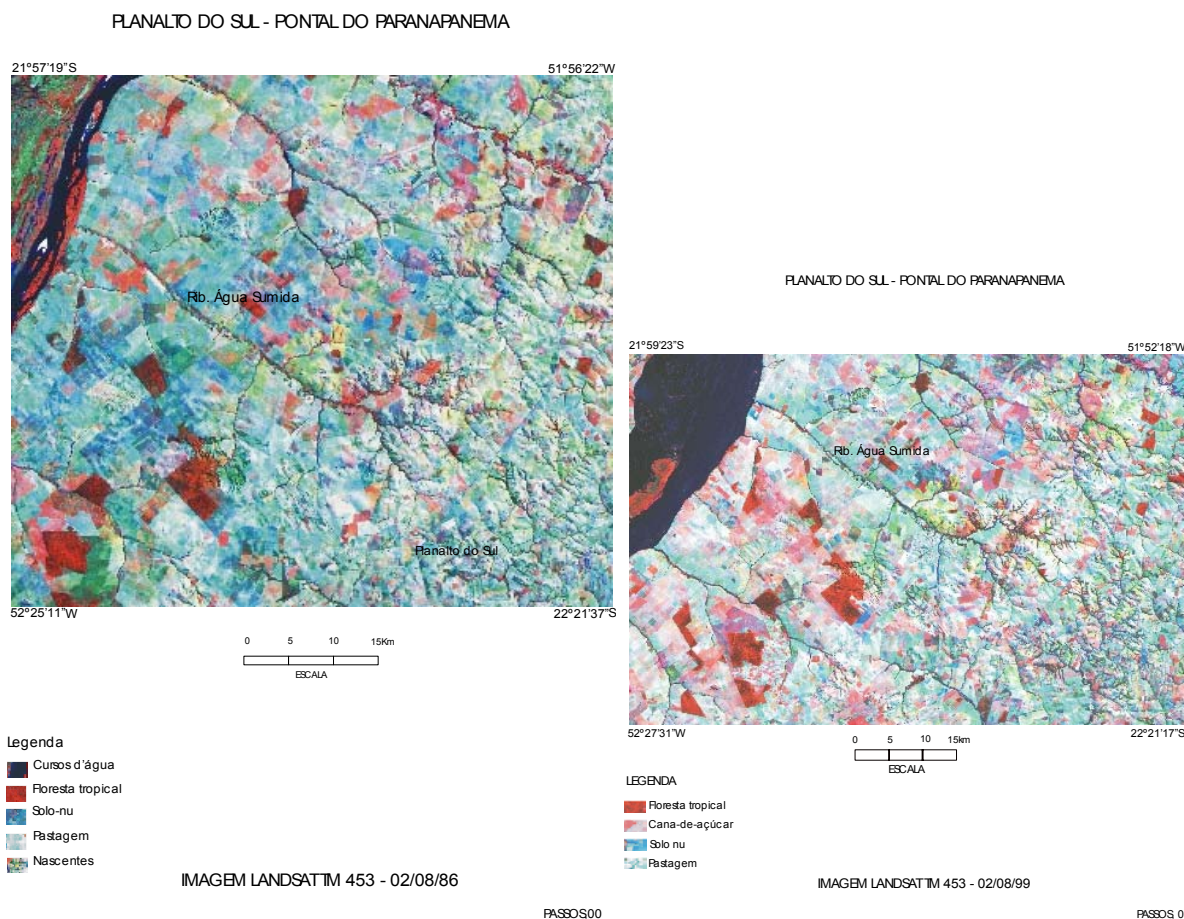 PLANALTO DO SUL - PONTAL DO PARANAPANEMA
21°57'19"S 51°56'22"W
Rib. Água Sumida
Planalto do Sul
52°25'11"W 22°21'37"S
0 5 10 15Km
ESCALA
Legenda
Cursos d'água
Floresta tropical
Solo-nu
Pastagem
Nascentes
IMAGEM LANDSAT TM 453 - 02/08/86
PASSOS,00
PLANALTO DO SUL - PONTAL DO PARANAPANEMA
21°59'23"S 51°52'18"W
Rib. Água Sumida
52°27'31"W 22°21'17"S
0 5 10 15km
ESCALA
LEGENDA
Floresta tropical
Cana-de-açúcar
Solo nu
Pastagem
IMAGEM LANDSAT TM 453 - 02/08/99
PASSOS, 0